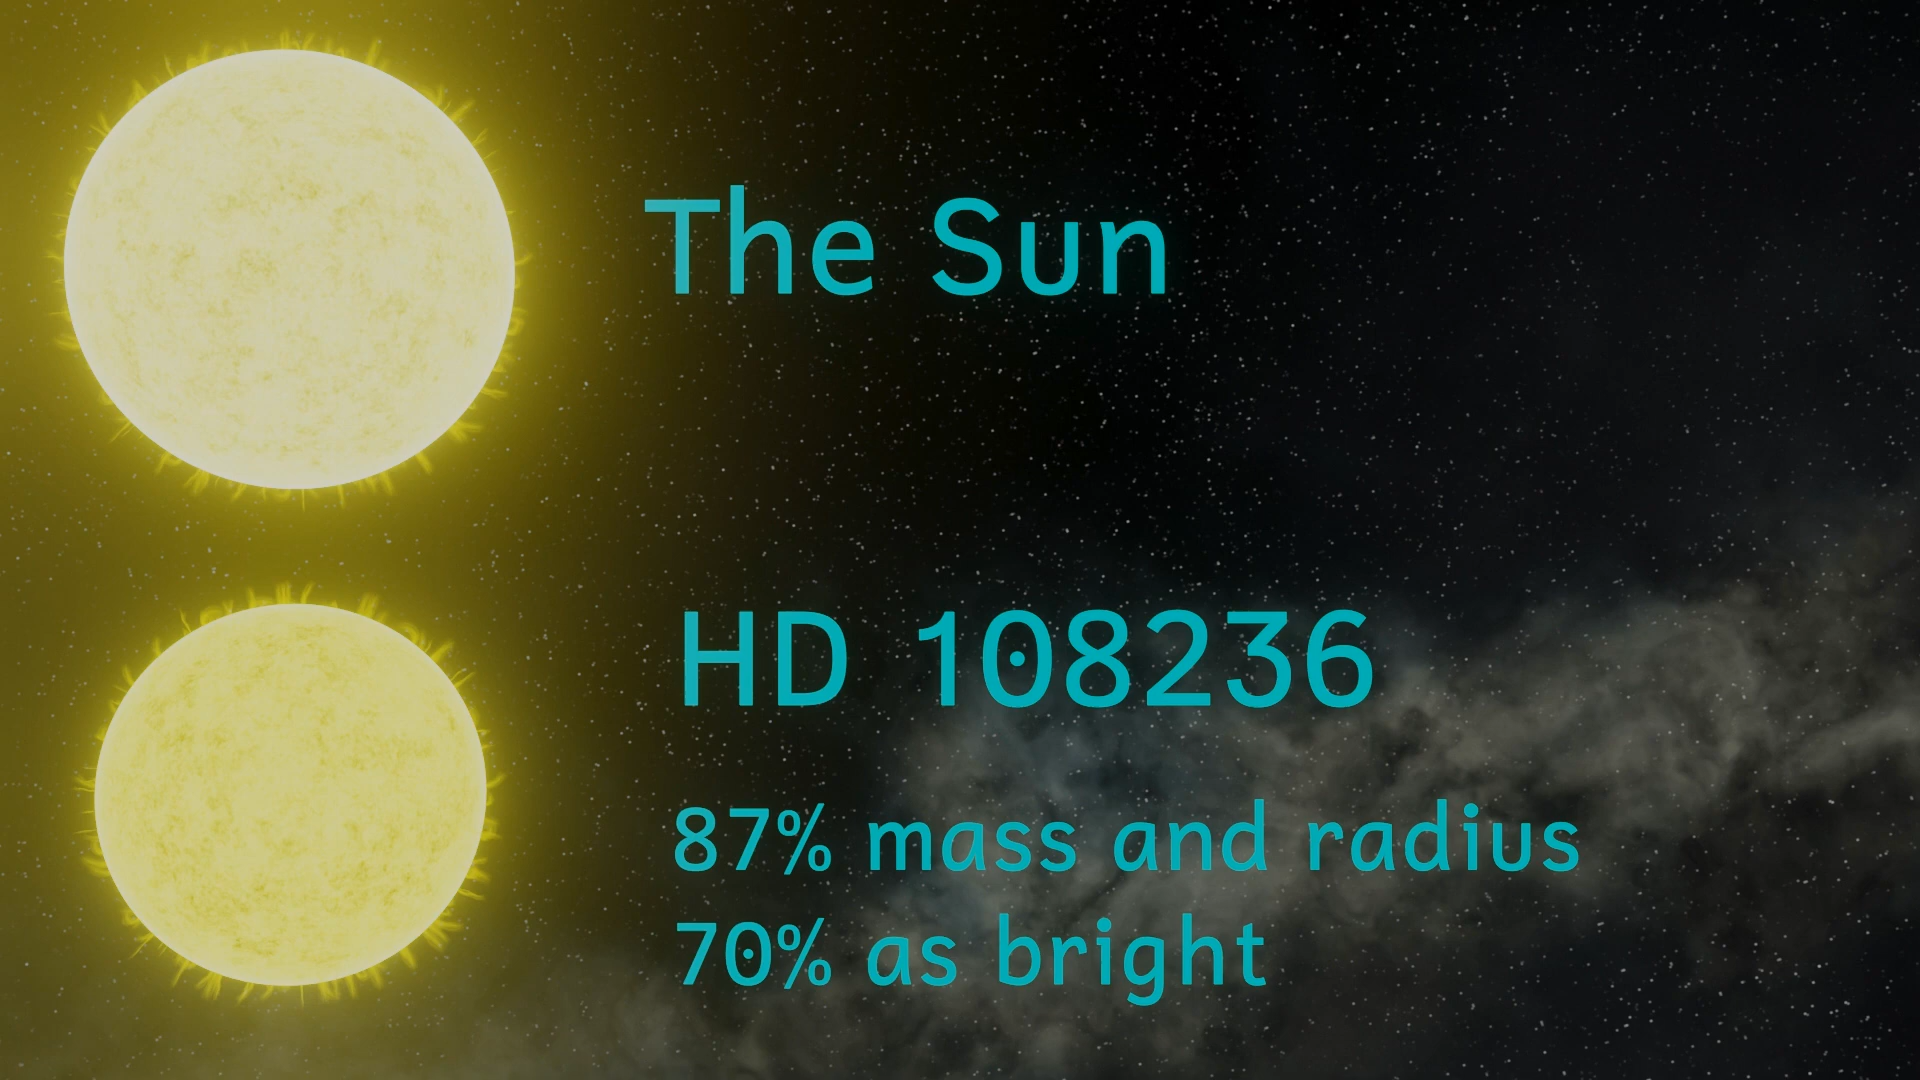 The Sun
HD 108236
87% mass and radius
70% as bright